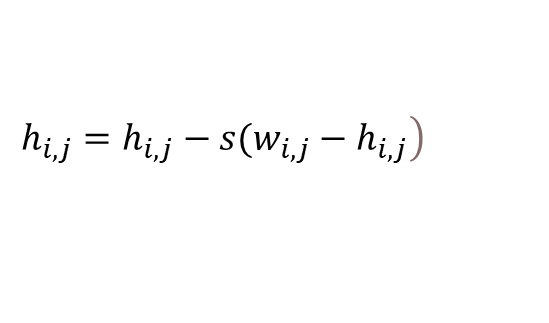 h_{i,j} = h_{i,j} − s(w_{i,j} − h_{i,j})